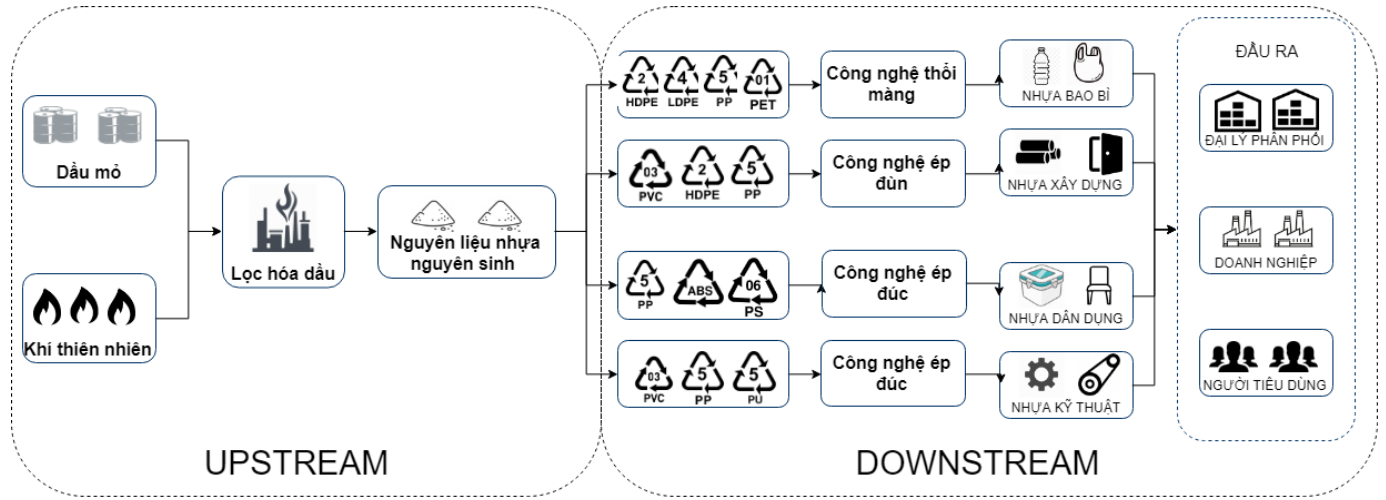 Dầu mỏ
Khí thiên nhiên
Lọc hóa dầu
Nguyên liệu nhựa
nguyên sinh
UPSTREAM
2 4 5 01
HDPE LDPE PP PET
Công nghệ thổi
màng
NHỰA BAO BÌ
03 2 5
PVC HDPE PP
Công nghệ ép
đùn
NHỰA XÂY DỰNG
5 ABS 06
PP PS
Công nghệ ép
đúc
NHỰA DÂN DỤNG
03 5 5
PVC PP PU
Công nghệ ép
đúc
NHỰA KỸ THUẬT
ĐẦU RA
ĐẠI LÝ PHÂN PHỐI
DOANH NGHIỆP
NGƯỜI TIÊU DÙNG
DOWNSTREAM